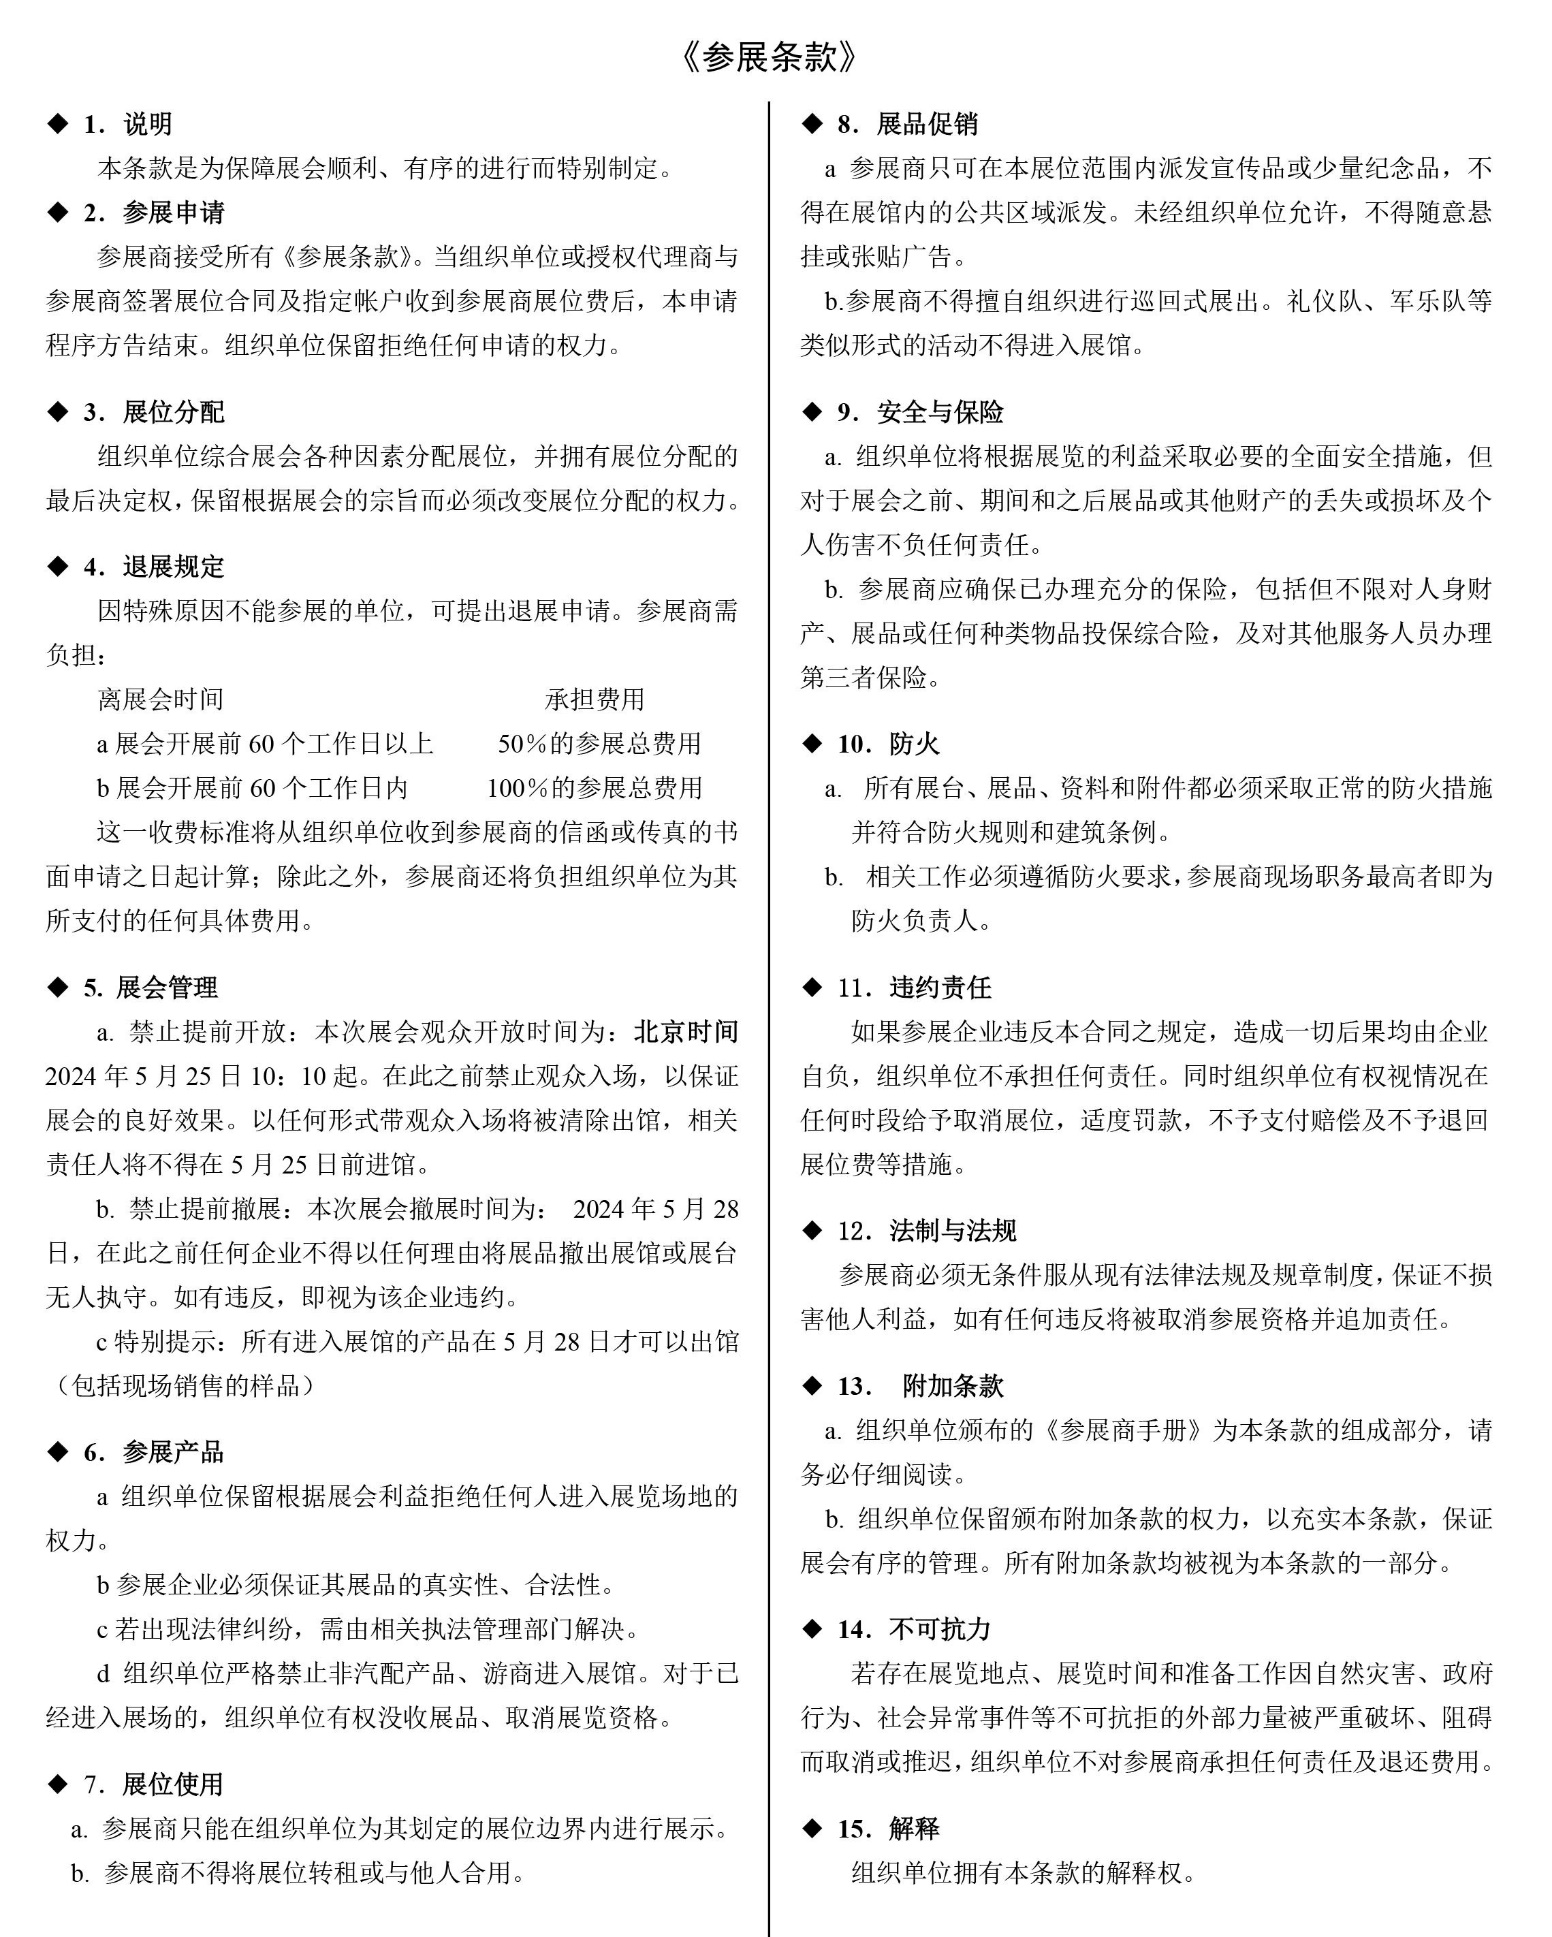 《参展条款》
◆ 1．说明
本条款是为保障展会顺利、有序的进行而特别制定。
◆ 2．参展申请
参展商接受所有《参展条款》。当组织单位或授权代理商与
参展商签署展位合同及指定帐户收到参展商展位费后，本申请
程序方告结束。组织单位保留拒绝任何申请的权力。
◆ 3．展位分配
组织单位综合展会各种因素分配展位，并拥有展位分配的
最后决定权，保留根据展会的宗旨而必须改变展位分配的权力。
◆ 4．退展规定
因特殊原因不能参展的单位，可提出退展申请。参展商需
负担：
离展会时间 承担费用
a 展会开展前 60 个工作日以上 50％的参展总费用
b 展会开展前 60 个工作日内 100％的参展总费用
这一收费标准将从组织单位收到参展商的信函或传真的书
面申请之日起计算；除此之外，参展商还将负担组织单位为其
所支付的任何具体费用。
◆ 5. 展会管理
a. 禁止提前开放：本次展会观众开放时间为：北京时间
2024 年 5 月 25 日 10：10 起。在此之前禁止观众入场，以保证
展会的良好效果。以任何形式带观众入场将被清除出馆，相关
责任人将不得在 5 月 25 日前进馆。
b. 禁止提前撤展：本次展会撤展时间为： 2024 年 5 月 28
日，在此之前任何企业不得以任何理由将展品撤出展馆或展台
无人执守。如有违反，即视为该企业违约。
c 特别提示：所有进入展馆的产品在 5 月 28 日才可以出馆
（包括现场销售的样品）
◆ 6．参展产品
a 组织单位保留根据展会利益拒绝任何人进入展览场地的
权力。
b 参展企业必须保证其展品的真实性、合法性。
c 若出现法律纠纷，需由相关执法管理部门解决。
d 组织单位严格禁止非汽配产品、游商进入展馆。对于已
经进入展场的，组织单位有权没收展品、取消展览资格。
◆ 7．展位使用
a. 参展商只能在组织单位为其划定的展位边界内进行展示。
b. 参展商不得将展位转租或与他人合用。
◆ 8．展品促销
a 参展商只可在本展位范围内派发宣传品或少量纪念品，不
得在展馆内的公共区域派发。未经组织单位允许，不得随意悬
挂或张贴广告。
b.参展商不得擅自组织进行巡回式展出。礼仪队、军乐队等
类似形式的活动不得进入展馆。
◆ 9．安全与保险
a. 组织单位将根据展览的利益采取必要的全面安全措施，但
对于展会之前、期间和之后展品或其他财产的丢失或损坏及个
人伤害不负任何责任。
b. 参展商应确保已办理充分的保险，包括但不限对人身财
产、展品或任何种类物品投保综合险，及对其他服务人员办理
第三者保险。
◆ 10．防火
a. 所有展台、展品、资料和附件都必须采取正常的防火措施
并符合防火规则和建筑条例。
b. 相关工作必须遵循防火要求，参展商现场职务最高者即为
防火负责人。
◆ 11．违约责任
如果参展企业违反本合同之规定，造成一切后果均由企业
自负，组织单位不承担任何责任。同时组织单位有权视情况在
任何时段给予取消展位，适度罚款，不予支付赔偿及不予退回
展位费等措施。
◆ 12．法制与法规
参展商必须无条件服从现有法律法规及规章制度，保证不损
害他人利益，如有任何违反将被取消参展资格并追加责任。
◆ 13． 附加条款
a. 组织单位颁布的《参展商手册》为本条款的组成部分，请
务必仔细阅读。
b. 组织单位保留颁布附加条款的权力，以充实本条款，保证
展会有序的管理。所有附加条款均被视为本条款的一部分。
◆ 14．不可抗力
若存在展览地点、展览时间和准备工作因自然灾害、政府
行为、社会异常事件等不可抗拒的外部力量被严重破坏、阻碍
而取消或推迟，组织单位不对参展商承担任何责任及退还费用。
◆ 15．解释
组织单位拥有本条款的解释权。